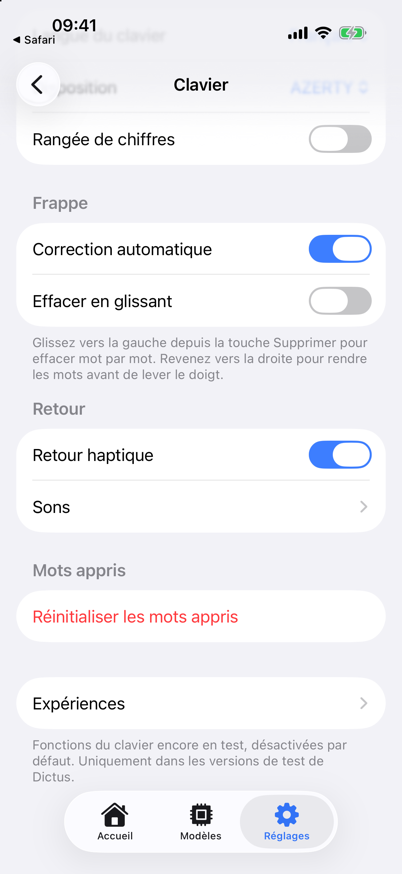 09:41
Safari
Langue du clavier
Clavier
AZERTY
Rangée de chiffres
Frappe
Correction automatique
Effacer en glissant
Glissez vers la gauche depuis la touche Supprimer pour
effacer mot par mot. Revenez vers la droite pour rendre
les mots avant de lever le doigt.
Retour
Retour haptique
Sons
Mots appris
Réinitialiser les mots appris
Expériences
Fonctions du clavier encore en test, désactivées par
défaut. Uniquement dans les versions de test de
Dictus.
Accueil
Modèles
Réglages